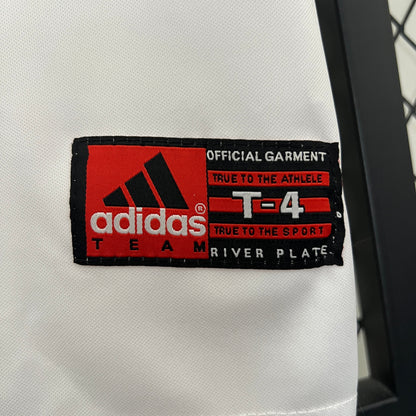 adidas®
TEAM
OFFICIAL GARMENT
TRUE TO THE ATHLELE
T-4
TRUE TO THE SPORT
RIVER PLATE